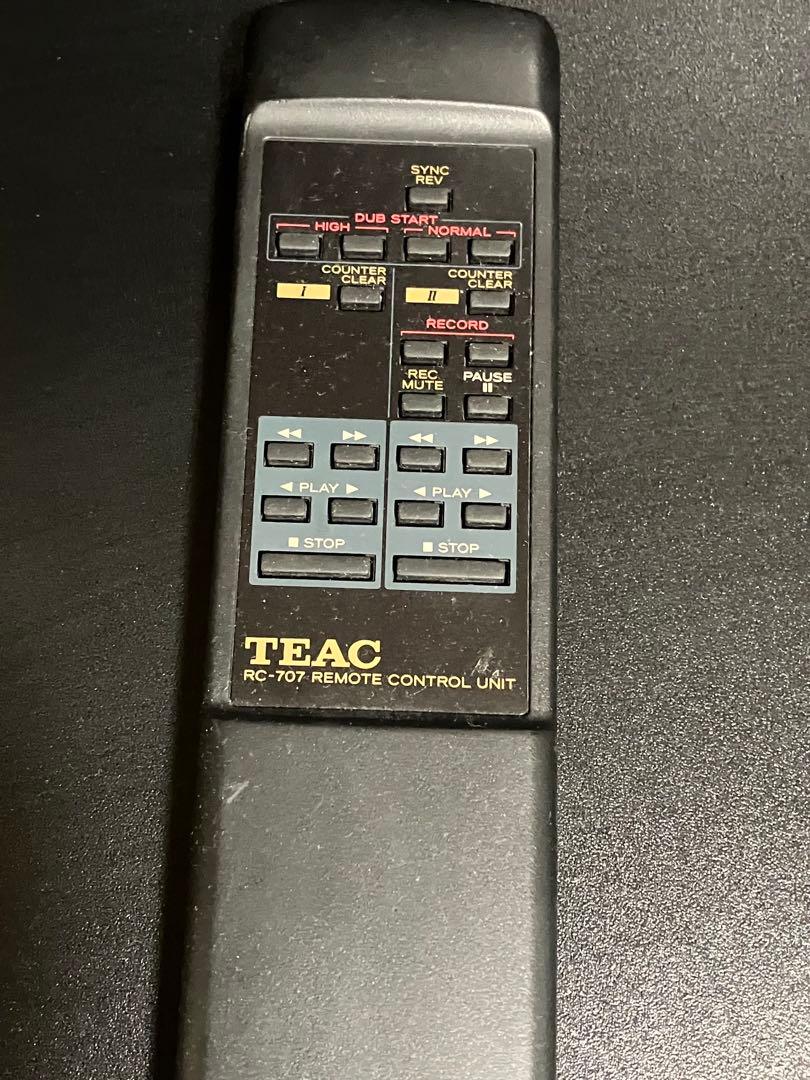 SYNC
REV
DUB START
HIGH
NORMAL
COUNTER
CLEAR
COUNTER
CLEAR
I
II
RECORD
REC
MUTE
PAUSE
II
◀◀ ▶▶
◀◀ ▶▶
◀ PLAY ▶
◀ PLAY ▶
■ STOP
■ STOP
TEAC
RC-707 REMOTE CONTROL UNIT